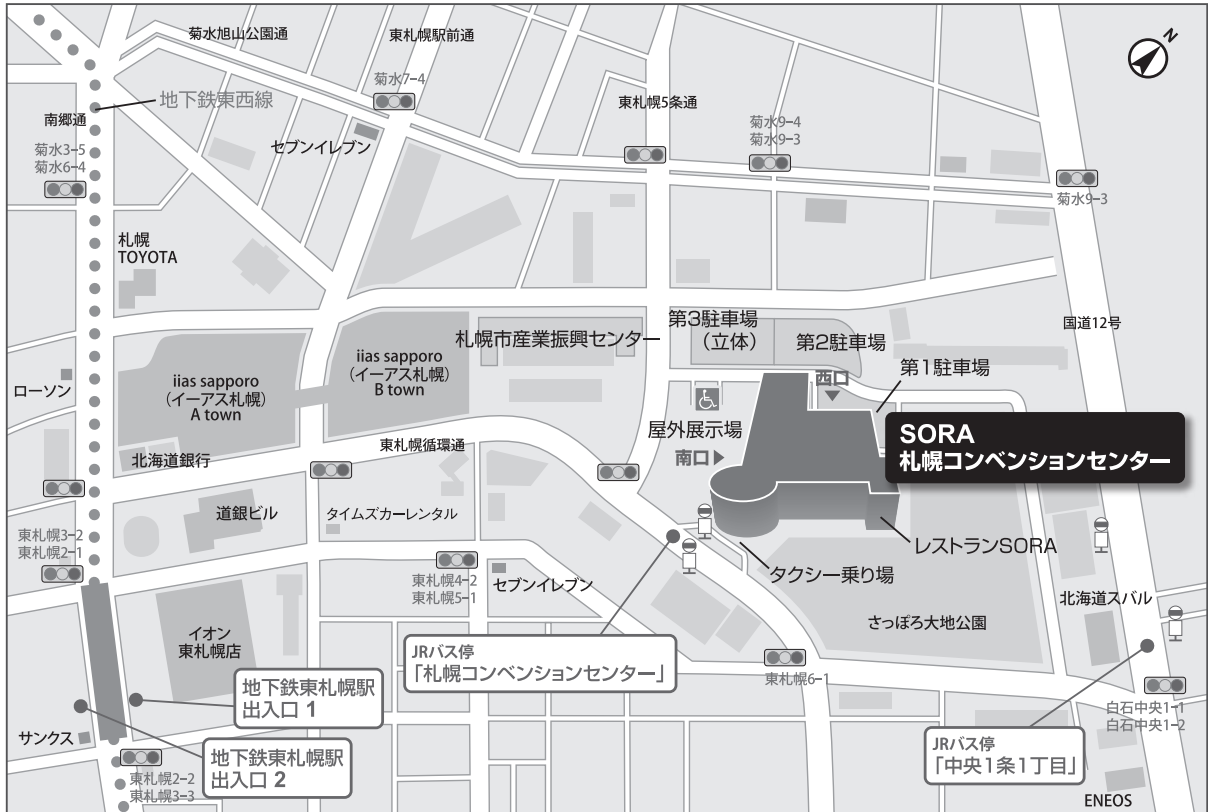 菊水旭山公園通
東札幌駅前通
N
菊水7-4
地下鉄東西線
東札幌5条通
南郷通
菊水9-4
菊水9-3
菊水3-5
菊水6-4
セブンイレブン
菊水9-3
札幌
TOYOTA
国道12号
第3駐車場
（立体）
札幌市産業振興センター
第2駐車場
iias sapporo
（イーアス札幌）
B town
第1駐車場
西口
ローソン
iias sapporo
（イーアス札幌）
A town
屋外展示場
SORA
札幌コンベンションセンター
東札幌循環通
南口
北海道銀行
道銀ビル
タイムズカーレンタル
東札幌3-2
東札幌2-1
レストランSORA
タクシー乗り場
東札幌4-2
東札幌5-1
セブンイレブン
北海道スバル
さっぽろ大地公園
イオン
東札幌店
JRバス停
「札幌コンベンションセンター」
東札幌6-1
地下鉄東札幌駅
出入口 1
白石中央1-1
白石中央1-2
サンクス
地下鉄東札幌駅
出入口 2
JRバス停
「中央1条1丁目」
東札幌2-2
東札幌3-3
ENEOS